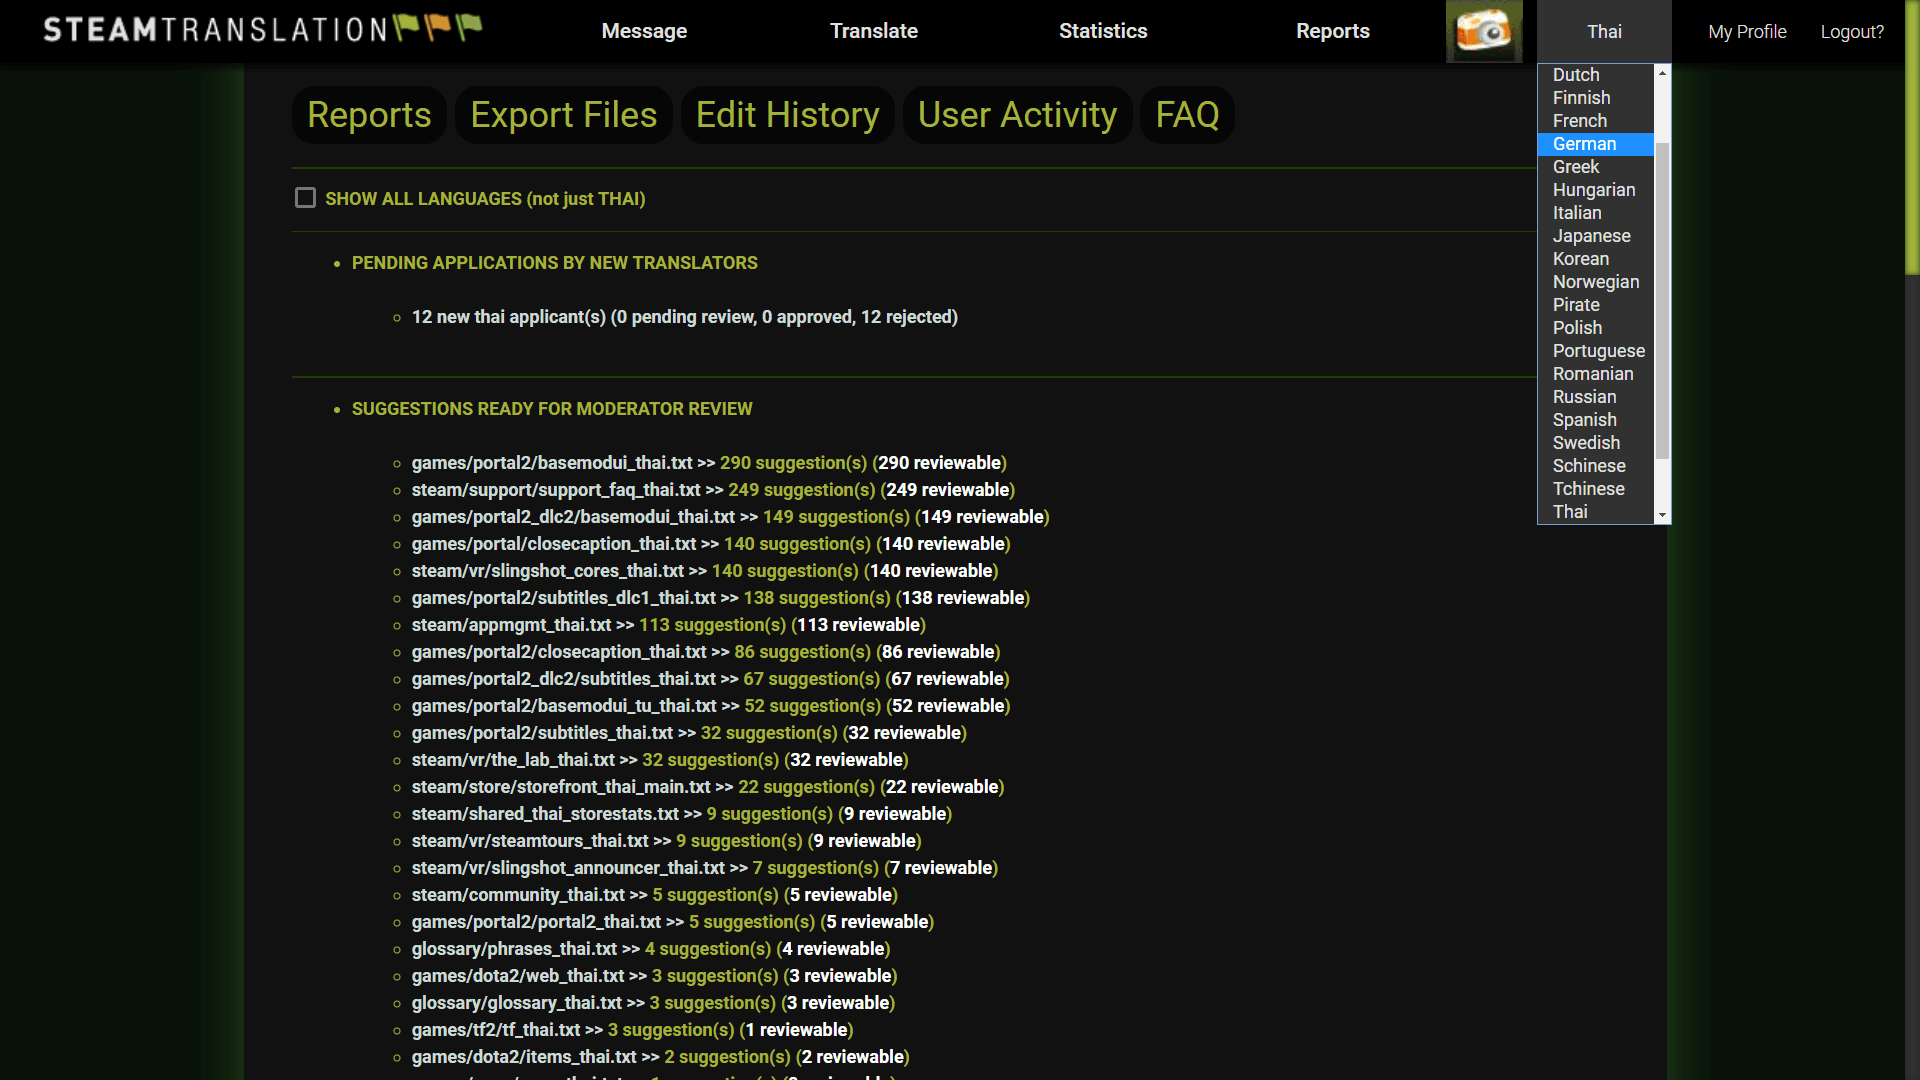 STEAMTRANSLATION
Message
Translate
Statistics
Reports
Thai
My Profile
Logout?
Dutch
Finnish
French
German
Greek
Hungarian
Italian
Japanese
Korean
Norwegian
Pirate
Polish
Portuguese
Romanian
Russian
Spanish
Swedish
Schinese
Tchinese
Thai
Reports
Export Files
Edit History
User Activity
FAQ
SHOW ALL LANGUAGES (not just THAI)
PENDING APPLICATIONS BY NEW TRANSLATORS
12 new thai applicant(s) (0 pending review, 0 approved, 12 rejected)
SUGGESTIONS READY FOR MODERATOR REVIEW
games/portal2/basemodui_thai.txt >> 290 suggestion(s) (290 reviewable)
steam/support/support_faq_thai.txt >> 249 suggestion(s) (249 reviewable)
games/portal2_dlc2/basemodui_thai.txt >> 149 suggestion(s) (149 reviewable)
games/portal/closecaption_thai.txt >> 140 suggestion(s) (140 reviewable)
steam/vr/slingshot_cores_thai.txt >> 140 suggestion(s) (140 reviewable)
games/portal2/subtitles_dlc1_thai.txt >> 138 suggestion(s) (138 reviewable)
steam/appmgmt_thai.txt >> 113 suggestion(s) (113 reviewable)
games/portal2/closecaption_thai.txt >> 86 suggestion(s) (86 reviewable)
games/portal2_dlc2/subtitles_thai.txt >> 67 suggestion(s) (67 reviewable)
games/portal2/basemodui_tu_thai.txt >> 52 suggestion(s) (52 reviewable)
games/portal2/subtitles_thai.txt >> 32 suggestion(s) (32 reviewable)
steam/vr/the_lab_thai.txt >> 32 suggestion(s) (32 reviewable)
steam/store/storefront_thai_main.txt >> 22 suggestion(s) (22 reviewable)
steam/shared_thai_storestats.txt >> 9 suggestion(s) (9 reviewable)
steam/vr/steamtours_thai.txt >> 9 suggestion(s) (9 reviewable)
steam/vr/slingshot_announcer_thai.txt >> 7 suggestion(s) (7 reviewable)
steam/community_thai.txt >> 5 suggestion(s) (5 reviewable)
games/portal2/portal2_thai.txt >> 5 suggestion(s) (5 reviewable)
glossary/phrases_thai.txt >> 4 suggestion(s) (4 reviewable)
games/dota2/web_thai.txt >> 3 suggestion(s) (3 reviewable)
glossary/glossary_thai.txt >> 3 suggestion(s) (3 reviewable)
games/tf2/tf_thai.txt >> 3 suggestion(s) (1 reviewable)
games/dota2/items_thai.txt >> 2 suggestion(s) (2 reviewable)